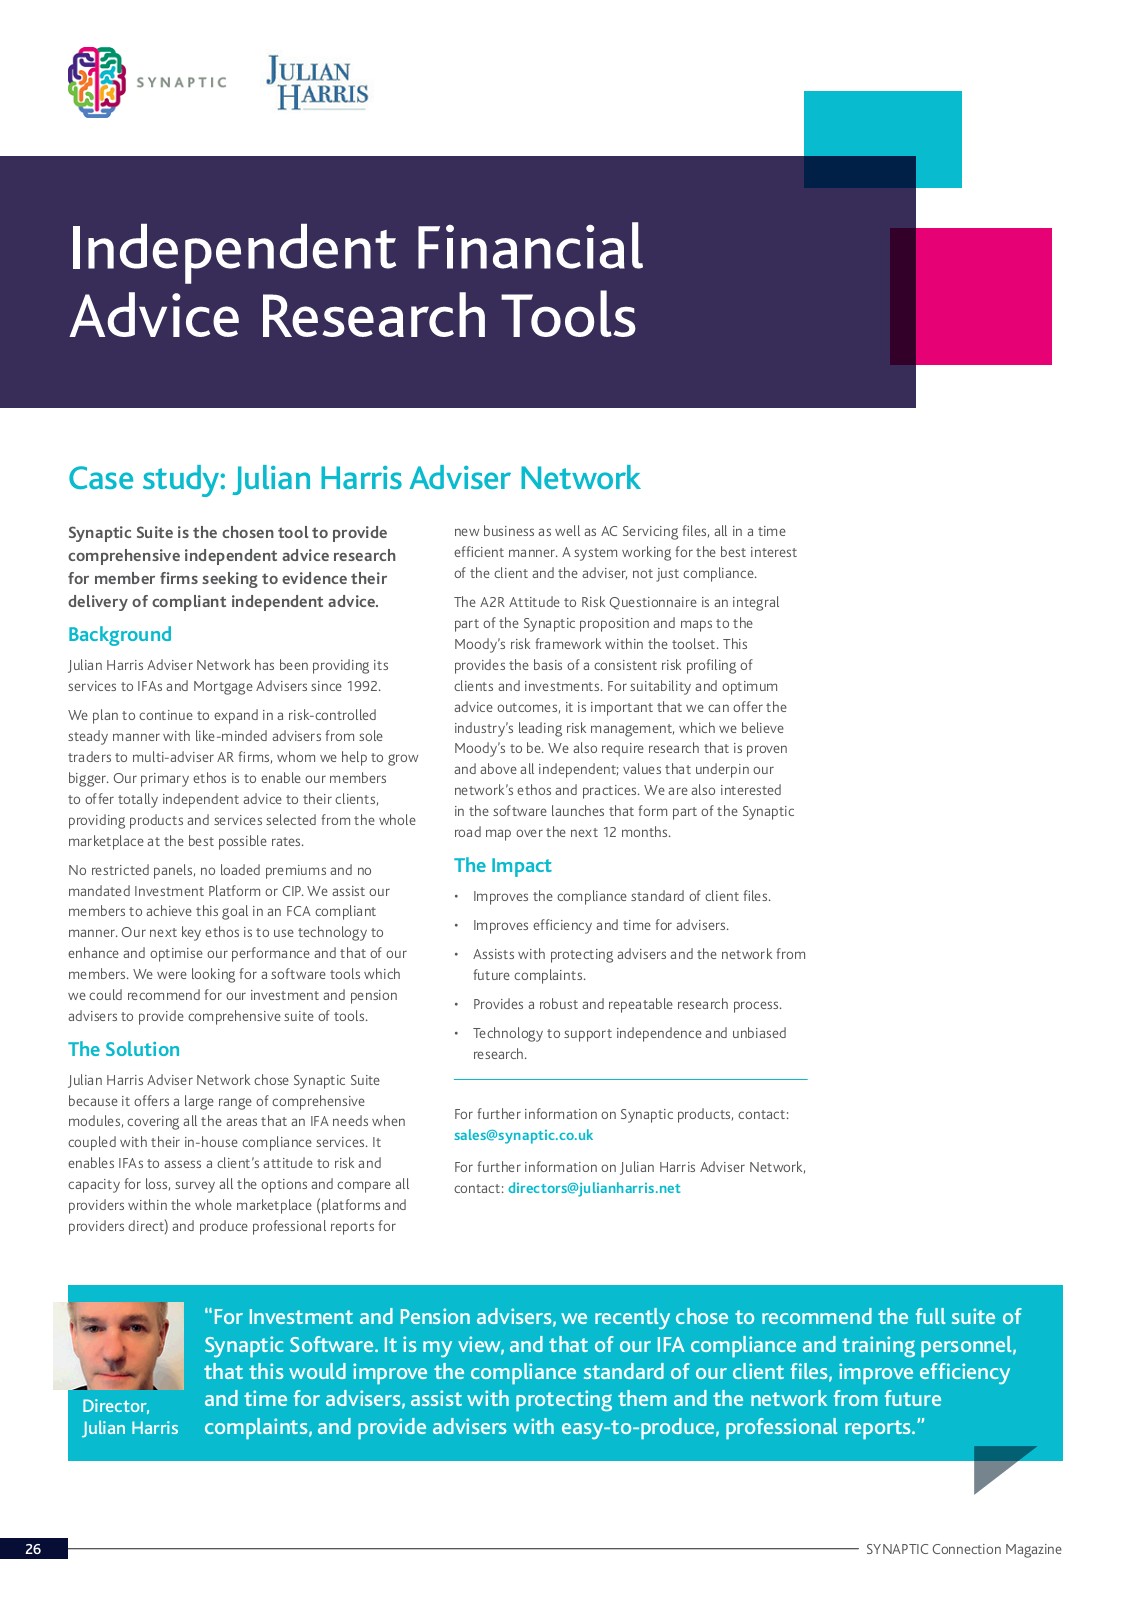 SYNAPTIC
JULIAN
HARRIS
Independent Financial
Advice Research Tools
Case study: Julian Harris Adviser Network
Synaptic Suite is the chosen tool to provide
comprehensive independent advice research
for member firms seeking to evidence their
delivery of compliant independent advice.
Background
Julian Harris Adviser Network has been providing its
services to IFAs and Mortgage Advisers since 1992.
We plan to continue to expand in a risk-controlled
steady manner with like-minded advisers from sole
traders to multi-adviser AR firms, whom we help to grow
bigger. Our primary ethos is to enable our members
to offer totally independent advice to their clients,
providing products and services selected from the whole
marketplace at the best possible rates.
No restricted panels, no loaded premiums and no
mandated Investment Platform or CIP. We assist our
members to achieve this goal in an FCA compliant
manner. Our next key ethos is to use technology to
enhance and optimise our performance and that of our
members. We were looking for a software tools which
we could recommend for our investment and pension
advisers to provide comprehensive suite of tools.
The Solution
Julian Harris Adviser Network chose Synaptic Suite
because it offers a large range of comprehensive
modules, covering all the areas that an IFA needs when
coupled with their in-house compliance services. It
enables IFAs to assess a client's attitude to risk and
capacity for loss, survey all the options and compare all
providers within the whole marketplace (platforms and
providers direct) and produce professional reports for
new business as well as AC Servicing files, all in a time
efficient manner. A system working for the best interest
of the client and the adviser, not just compliance.
The A2R Attitude to Risk Questionnaire is an integral
part of the Synaptic proposition and maps to the
Moody's risk framework within the toolset. This
provides the basis of a consistent risk profiling of
clients and investments. For suitability and optimum
advice outcomes, it is important that we can offer the
industry's leading risk management, which we believe
Moody's to be. We also require research that is proven
and above all independent; values that underpin our
network's ethos and practices. We are also interested
in the software launches that form part of the Synaptic
road map over the next 12 months.
The Impact
• Improves the compliance standard of client files.
• Improves efficiency and time for advisers.
• Assists with protecting advisers and the network from
future complaints.
• Provides a robust and repeatable research process.
• Technology to support independence and unbiased
research.
For further information on Synaptic products, contact:
sales@synaptic.co.uk
For further information on Julian Harris Adviser Network,
contact: directors@julianharris.net
Director,
Julian Harris
“For Investment and Pension advisers, we recently chose to recommend the full suite of
Synaptic Software. It is my view, and that of our IFA compliance and training personnel,
that this would improve the compliance standard of our client files, improve efficiency
and time for advisers, assist with protecting them and the network from future
complaints, and provide advisers with easy-to-produce, professional reports.”
26
SYNAPTIC Connection Magazine